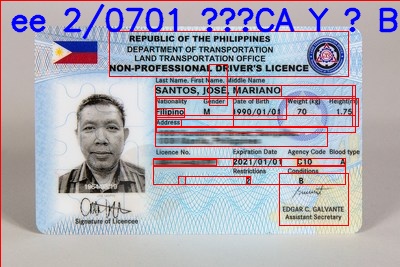 ee 2/0701 ???CA Y ? B
REPUBLIC OF THE PHILIPPINES
DEPARTMENT OF TRANSPORTATION
LAND TRANSPORTATION OFFICE
NON-PROFESSIONAL DRIVER'S LICENCE
Last Name. First Name. Middle Name
SANTOS, JOSE, MARIANO
Nationality Gender Date of Birth Weight (kg) Height(m)
Filipino M 1990/01/01 70 1.75
Address
Licence No. Expiration Date Agency Code Blood type
2021/01/01 C10 A
Restrictions Conditions
B
Signature of Licencee
EDGAR C. GALVANTE
Assistant Secretary